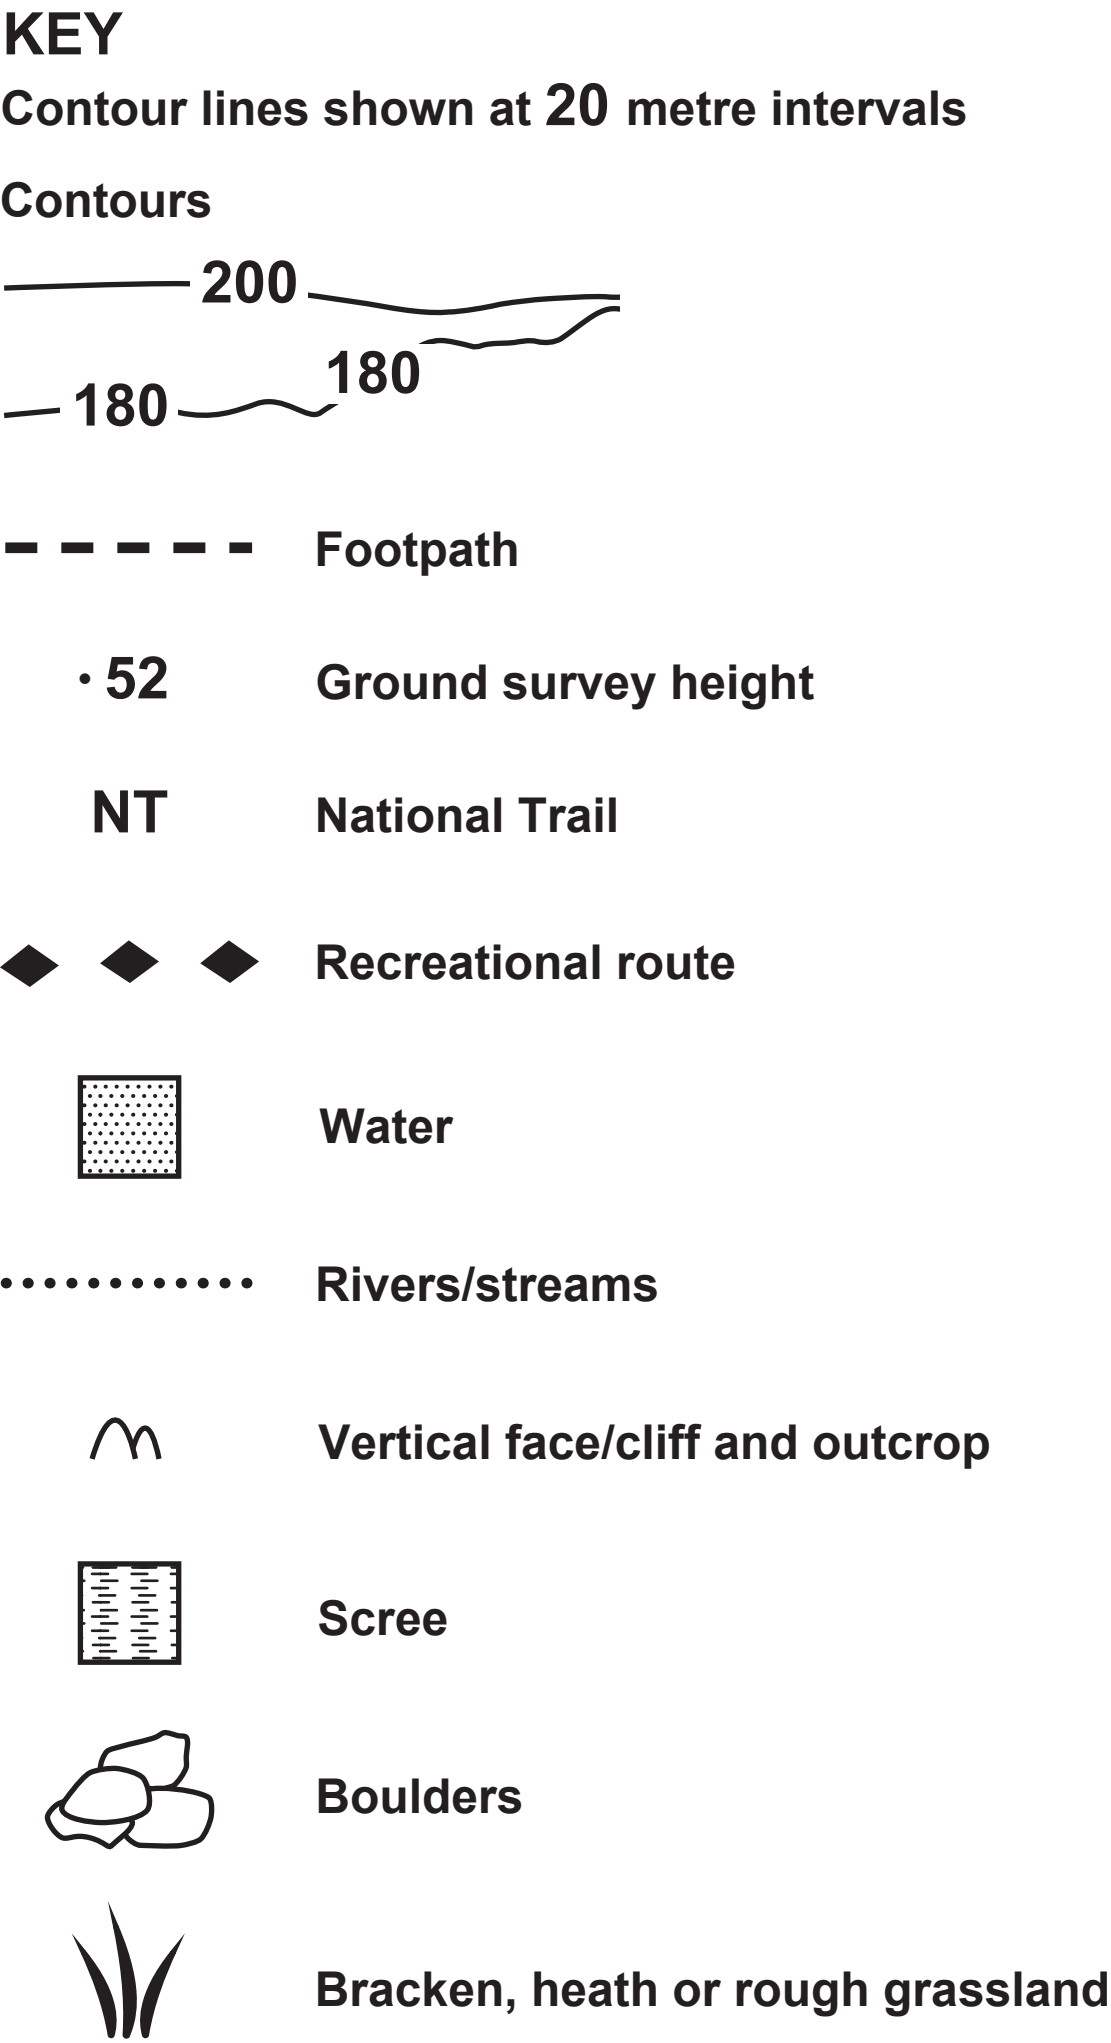 KEY
Contour lines shown at 20 metre intervals
Contours
200
180
180
Footpath
52 Ground survey height
NT National Trail
Recreational route
Water
Rivers/streams
Vertical face/cliff and outcrop
Scree
Boulders
Bracken, heath or rough grassland